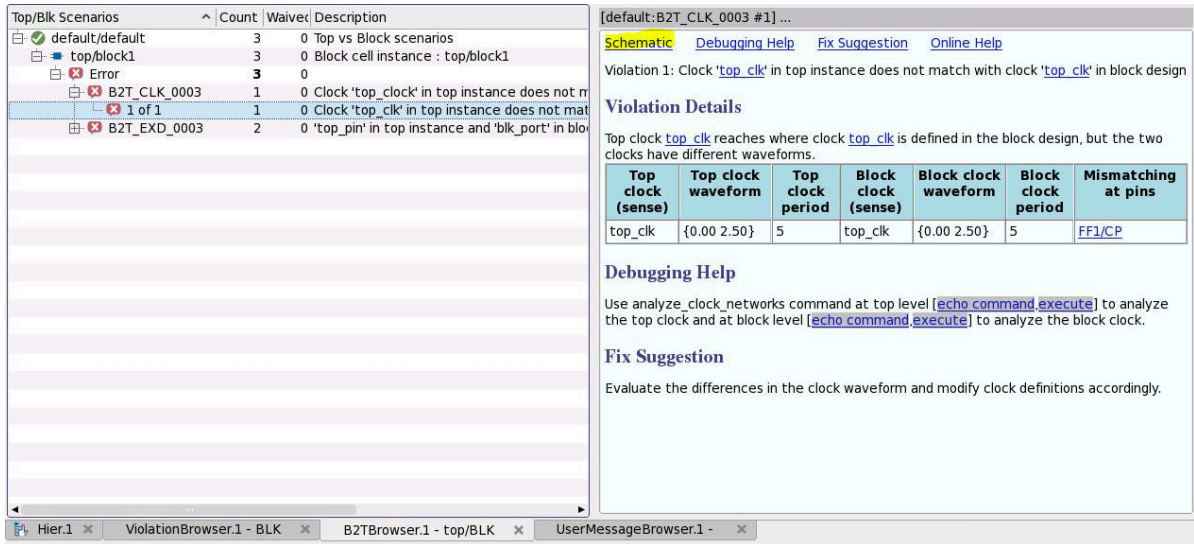 Top/Blk Scenarios Count Waived Description
default/default 3 0 Top vs Block scenarios
top/block1 3 0 Block cell instance : top/block1
Error 3 0
B2T_CLK_0003 1 0 Clock 'top_clock' in top instance does not m
1 of 1 1 0 Clock 'top_clk' in top instance does not mat
B2T_EXD_0003 2 0 'top_pin' in top instance and 'blk_port' in blo
[default:B2T_CLK_0003 #1] ...
Schematic Debugging Help Fix Suggestion Online Help
Violation 1: Clock 'top_clk' in top instance does not match with clock 'top_clk' in block design
Violation Details
Top clock top_clk reaches where clock top_clk is defined in the block design, but the two
clocks have different waveforms.
Top clock (sense) Top clock waveform Top clock period Block clock (sense) Block clock waveform Block clock period Mismatching at pins
top_clk {0.00 2.50} 5 top_clk {0.00 2.50} 5 FF1/CP
Debugging Help
Use analyze_clock_networks command at top level [echo command,execute] to analyze
the top clock and at block level [echo command,execute] to analyze the block clock.
Fix Suggestion
Evaluate the differences in the clock waveform and modify clock definitions accordingly.
Hier.1 ViolationBrowser.1 - BLK B2TBrowser.1 - top/BLK UserMessageBrowser.1 -